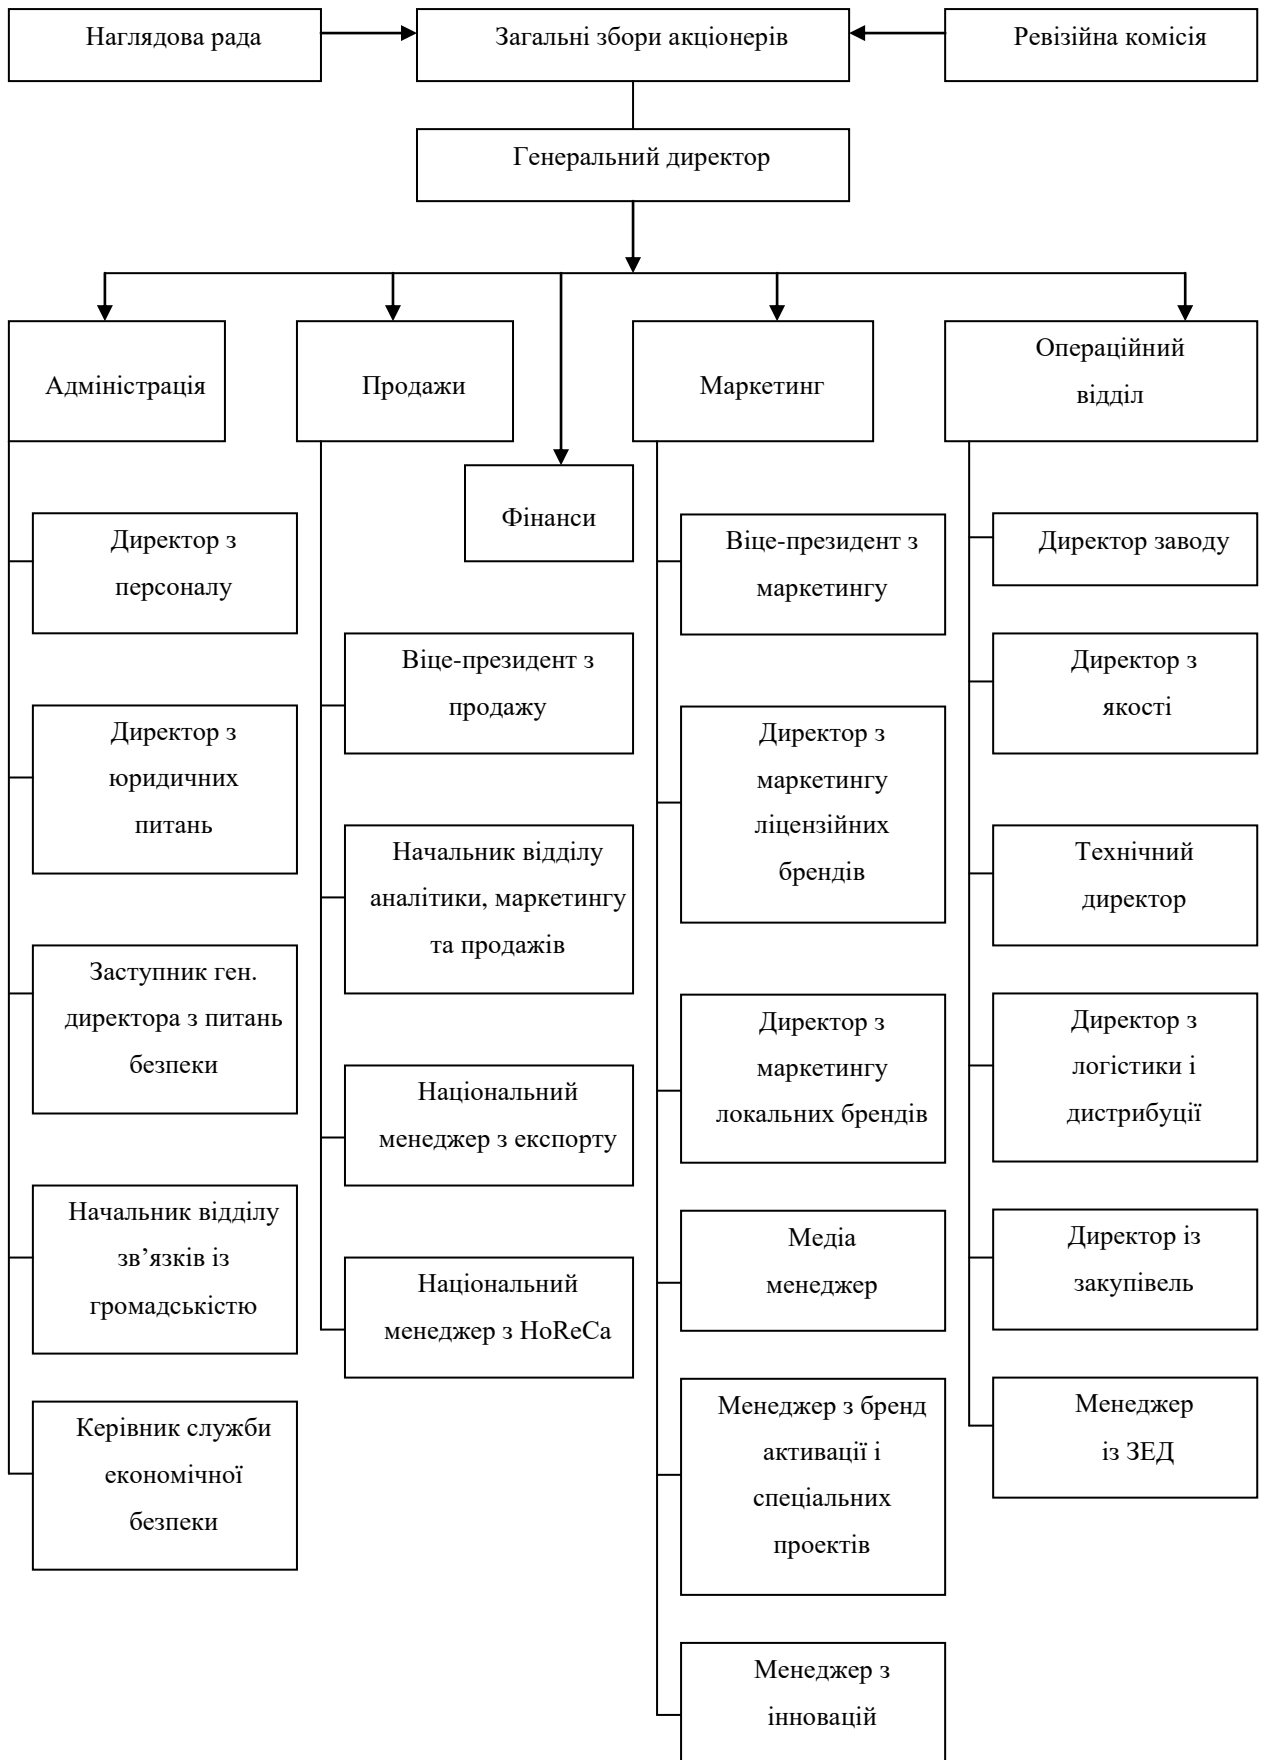 Наглядова рада
Загальні збори акціонерів
Ревізійна комісія
Генеральний директор
Адміністрація
Продажи
Фінанси
Маркетинг
Операційний
відділ
Директор з
персоналу
Директор з
юридичних
питань
Заступник ген.
директора з питань
безпеки
Начальник відділу
зв’язків із
громадськістю
Керівник служби
економічної
безпеки
Віце-президент з
продажу
Начальник відділу
аналітики, маркетингу
та продажів
Національний
менеджер з експорту
Національний
менеджер з HoReCa
Віце-президент з
маркетингу
Директор з
маркетингу
ліцензійних
брендів
Директор з
маркетингу
локальних брендів
Медіа
менеджер
Менеджер з бренд
активації і
спеціальних
проектів
Менеджер з
інновацій
Директор заводу
Директор з
якості
Технічний
директор
Директор з
логістики і
дистрибуції
Директор із
закупівель
Менеджер
із ЗЕД